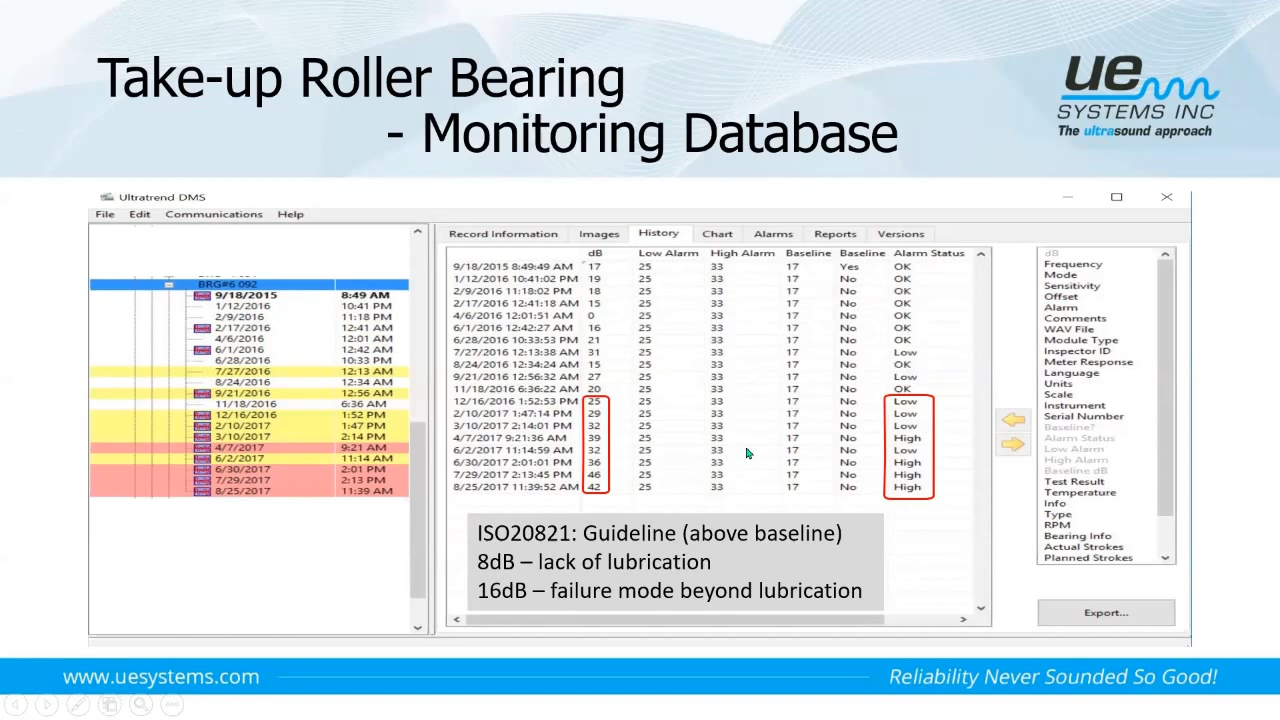 Take-up Roller Bearing
- Monitoring Database
ue
SYSTEMS INC
The ultrasound approach
Ultratrend DMS
File Edit Communications Help
BRG#6 092
9/18/2015 8:49 AM
1/12/2016 10:41 PM
2/9/2016 11:18 PM
2/17/2016 12:41 AM
4/6/2016 12:01 AM
6/1/2016 12:42 AM
6/28/2016 10:33 PM
7/27/2016 12:13 AM
8/24/2016 12:34 AM
9/21/2016 12:56 AM
11/18/2016 6:36 AM
12/16/2016 1:52 PM
2/10/2017 1:47 PM
3/10/2017 2:14 PM
4/7/2017 9:21 AM
6/2/2017 11:14 AM
6/30/2017 2:01 PM
7/29/2017 2:13 PM
8/25/2017 11:39 AM
Record Information Images History Chart Alarms Reports Versions
dB Low Alarm High Alarm Baseline Baseline Alarm Status
9/18/2015 8:49:49 AM 17 25 33 17 Yes OK
1/12/2016 10:41:02 PM 19 25 33 17 No OK
2/9/2016 11:18:02 PM 18 25 33 17 No OK
2/17/2016 12:41:18 AM 15 25 33 17 No OK
4/6/2016 12:01:51 AM 0 25 33 17 No OK
6/1/2016 12:42:27 AM 16 25 33 17 No OK
6/28/2016 10:33:53 PM 21 25 33 17 No OK
7/27/2016 12:13:38 AM 31 25 33 17 No Low
8/24/2016 12:34:24 AM 15 25 33 17 No OK
9/21/2016 12:56:32 AM 27 25 33 17 No Low
11/18/2016 6:36:22 AM 20 25 33 17 No OK
12/16/2016 1:52:53 PM 25 25 33 17 No Low
2/10/2017 1:47:14 PM 29 25 33 17 No Low
3/10/2017 2:14:01 PM 32 25 33 17 No Low
4/7/2017 9:21:36 AM 39 25 33 17 No High
6/2/2017 11:14:59 AM 32 25 33 17 No Low
6/30/2017 2:01:01 PM 36 25 33 17 No High
7/29/2017 2:13:45 PM 46 25 33 17 No High
8/25/2017 11:39:52 AM 42 25 33 17 No High
ISO20821: Guideline (above baseline)
8dB – lack of lubrication
16dB – failure mode beyond lubrication
dB
Frequency
Mode
Sensitivity
Offset
Alarm
Comments
WAV File
Module Type
Inspector ID
Meter Response
Language
Units
Scale
Instrument
Serial Number
Baseline?
Alarm Status
Low Alarm
High Alarm
Baseline dB
Test Result
Temperature
Info
Type
RPM
Bearing Info
Actual Strokes
Planned Strokes
Export...
www.uesystems.com
Reliability Never Sounded So Good!